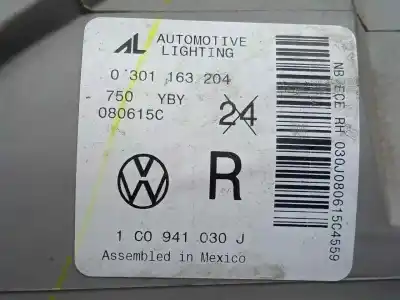 AL AUTOMOTIVE
LIGHTING
0 301 163 204
750 YBY
080615C
24
R
1 C0 941 030 J
Assembled in Mexico
NB ECE RH 030J080615C4559